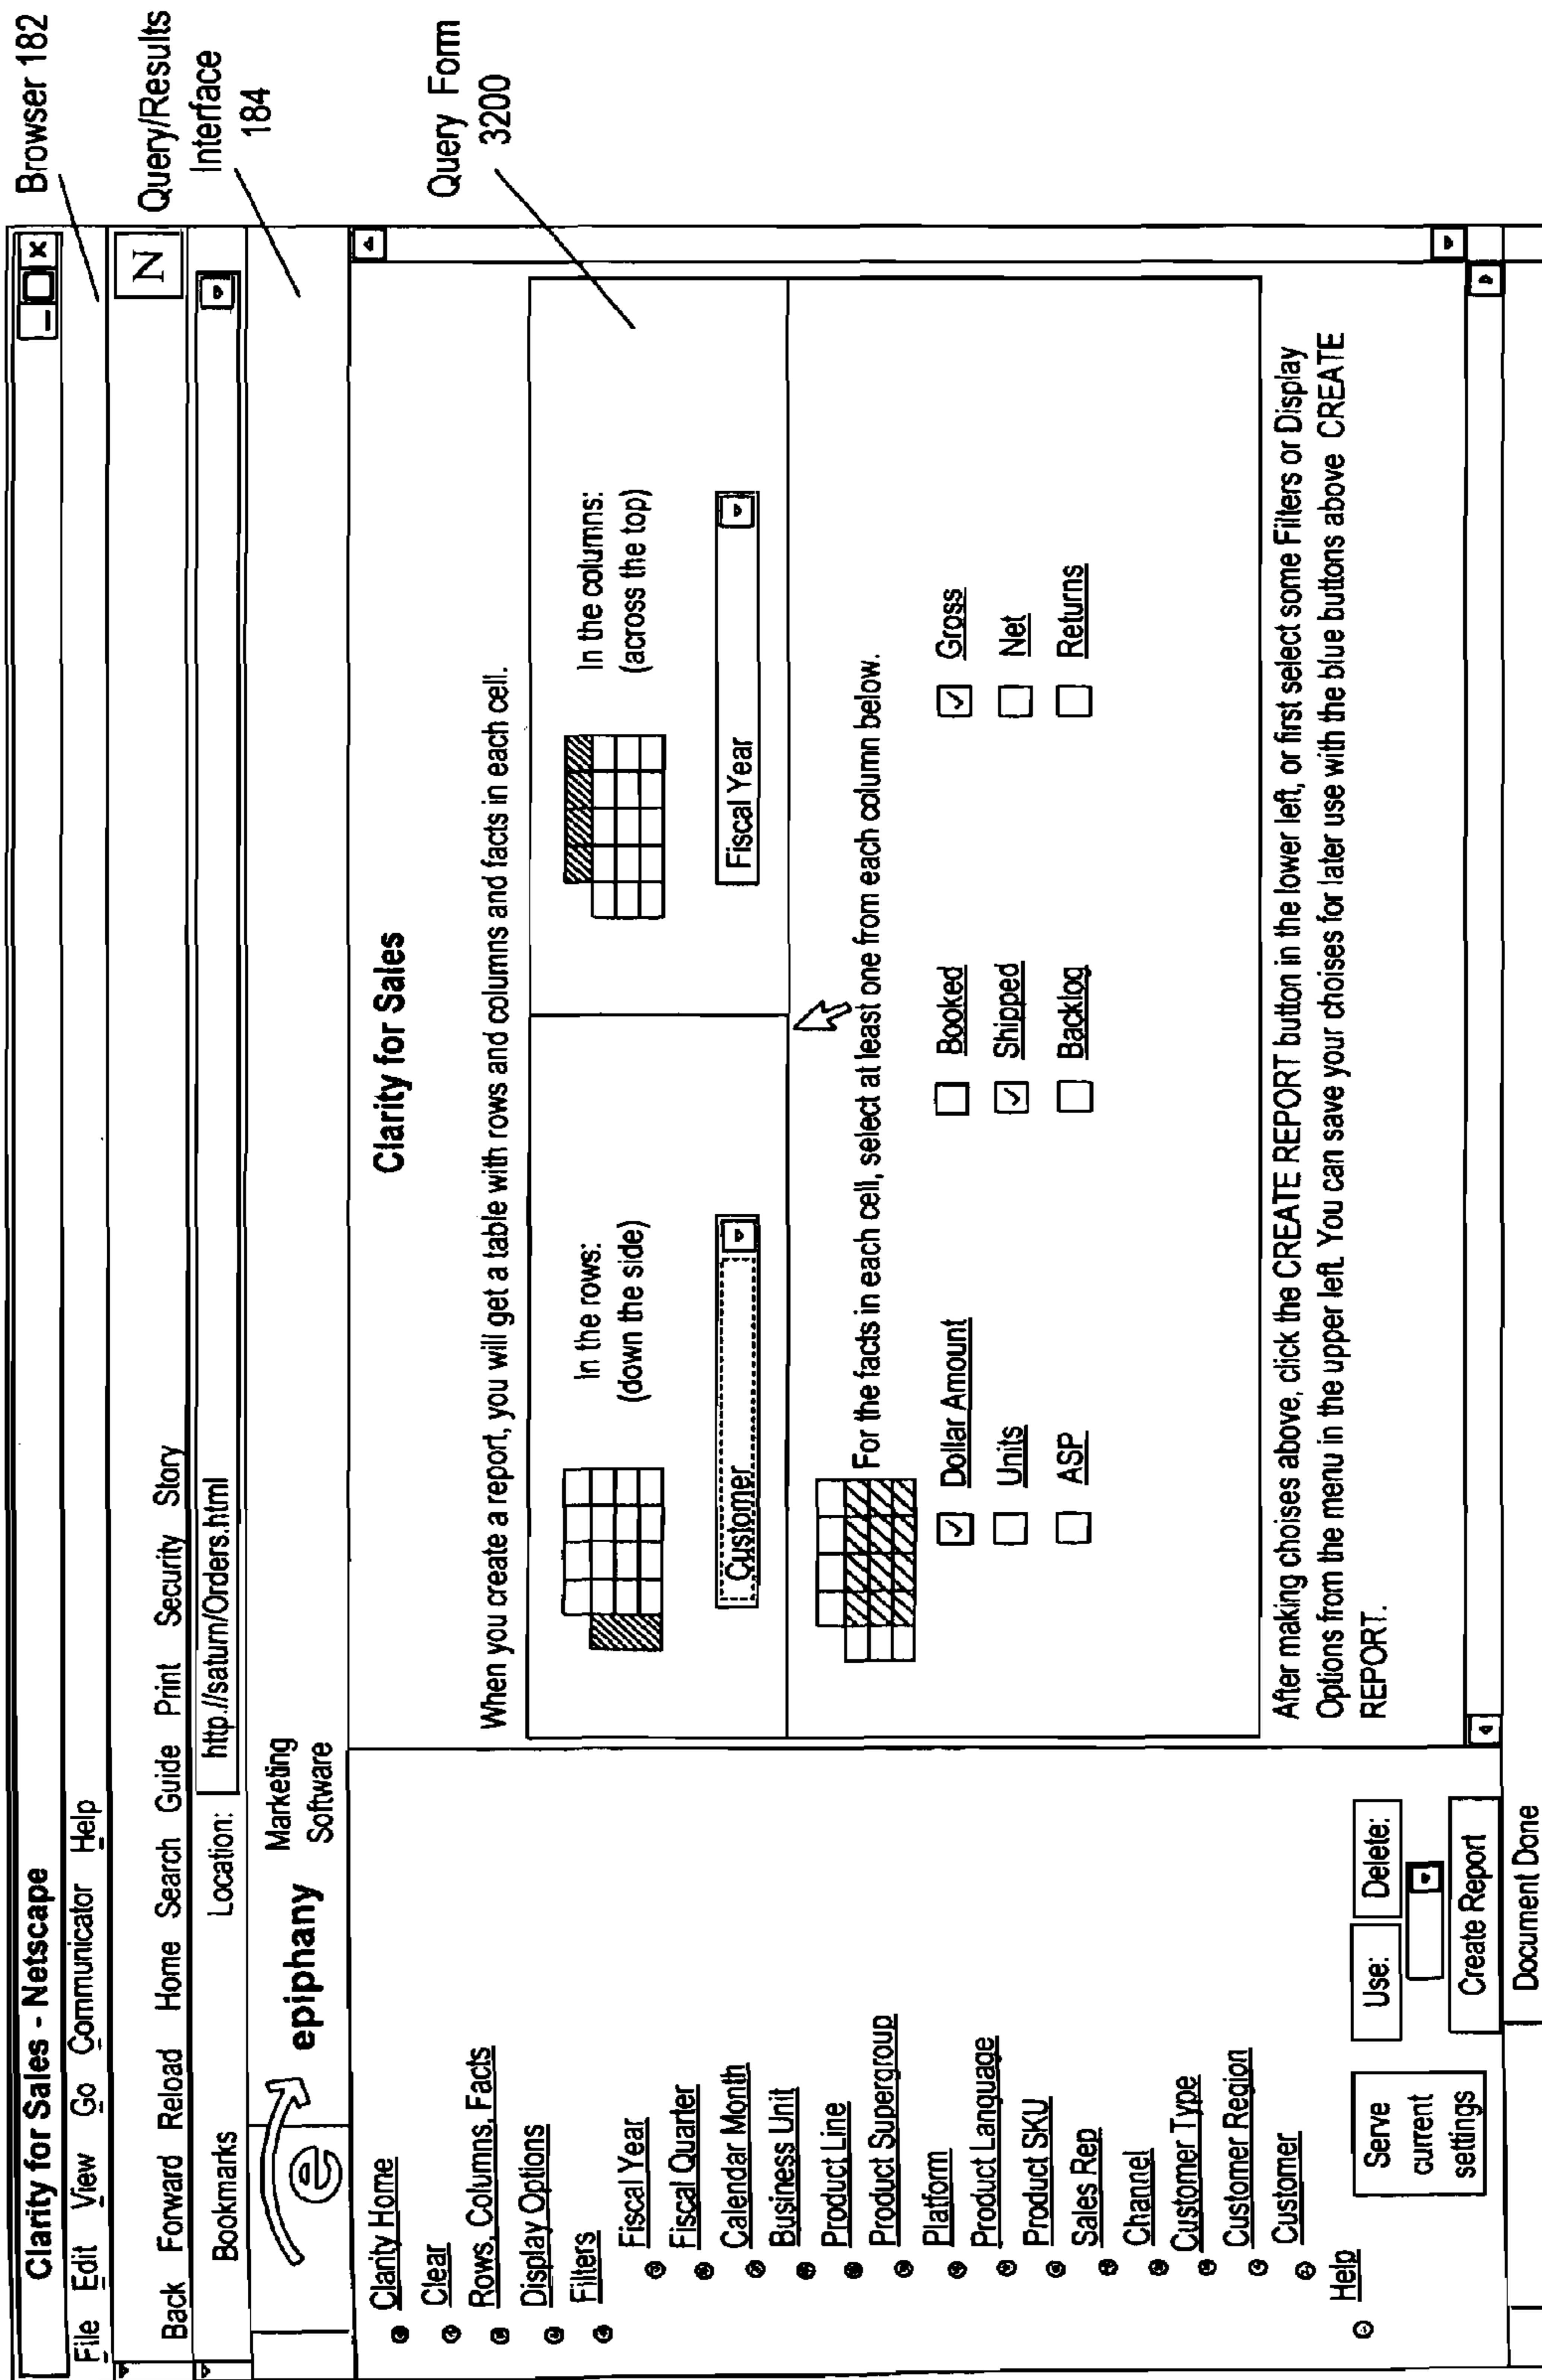 Browser 182
Query/Results
Interface
184
Query Form
3200
Clarity for Sales - Netscape
File Edit View Go Communicator Help
N
Back Forward Reload Home Search Guide Print Security Story
Bookmarks Location: http://saturn/Orders.html
e epiphany Marketing
Software
Clarity Home
Clear
Rows, Columns, Facts
Display Options
Filters
Fiscal Year
Fiscal Quarter
Calendar Month
Business Unit
Product Line
Product Supergroup
Platform
Product Language
Product SKU
Sales Rep
Channel
Customer Type
Customer Region
Customer
Help
Serve
current
settings
Use: Delete:
Create Report
Clarity for Sales
When you create a report, you will get a table with rows and columns and facts in each cell.
In the rows:
(down the side)
Customer
In the columns:
(across the top)
Fiscal Year
For the facts in each cell, select at least one from each column below.
Dollar Amount Booked Gross
Units Shipped Net
ASP Backlog Returns
After making choises above, click the CREATE REPORT button in the lower left, or first select some Filters or Display
Options from the menu in the upper left. You can save your choises for later use with the blue buttons above CREATE
REPORT.
Document Done